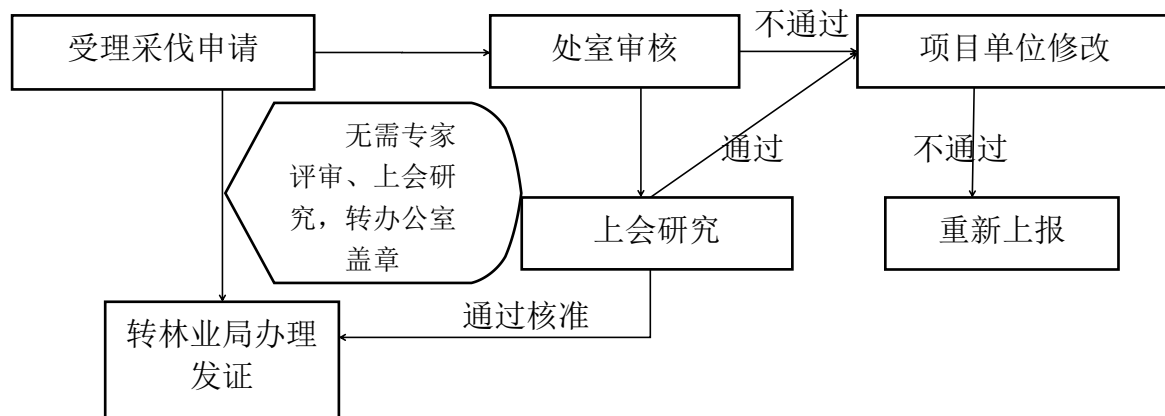 受理采伐申请
处室审核
不通过
项目单位修改
无需专家
评审、上会研
究，转办公室
盖章
通过
不通过
上会研究
重新上报
通过核准
转林业局办理
发证